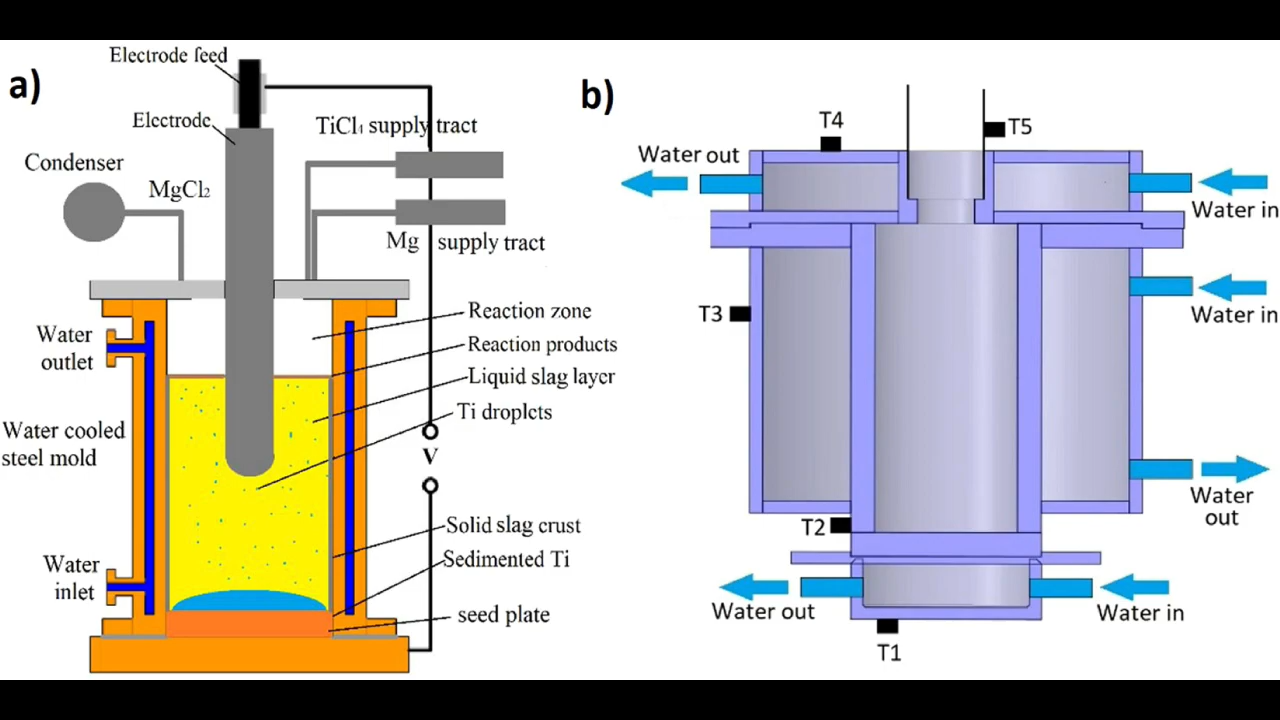 a)
Electrode feed
Electrode
TiCl₄ supply tract
Condenser
MgCl₂
Mg supply tract
Reaction zone
Water
outlet
Reaction products
Liquid slag layer
Ti droplets
Water cooled
steel mold
V
Solid slag crust
Water
inlet
Sedimented Ti
seed plate
b)
T4
T5
Water out
Water in
Water in
T3
Water
out
T2
Water out
Water in
T1